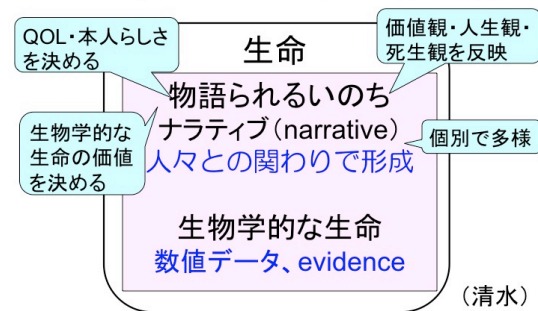 QOL・本人らしさ
を決める
価値観・人生観・
死生観を反映
生命
物語られるいのち
ナラティブ(narrative)
人々との関わりで形成
生物学的な
生命の価値
を決める
個別で多様
生物学的な生命
数値データ、evidence
(清水)